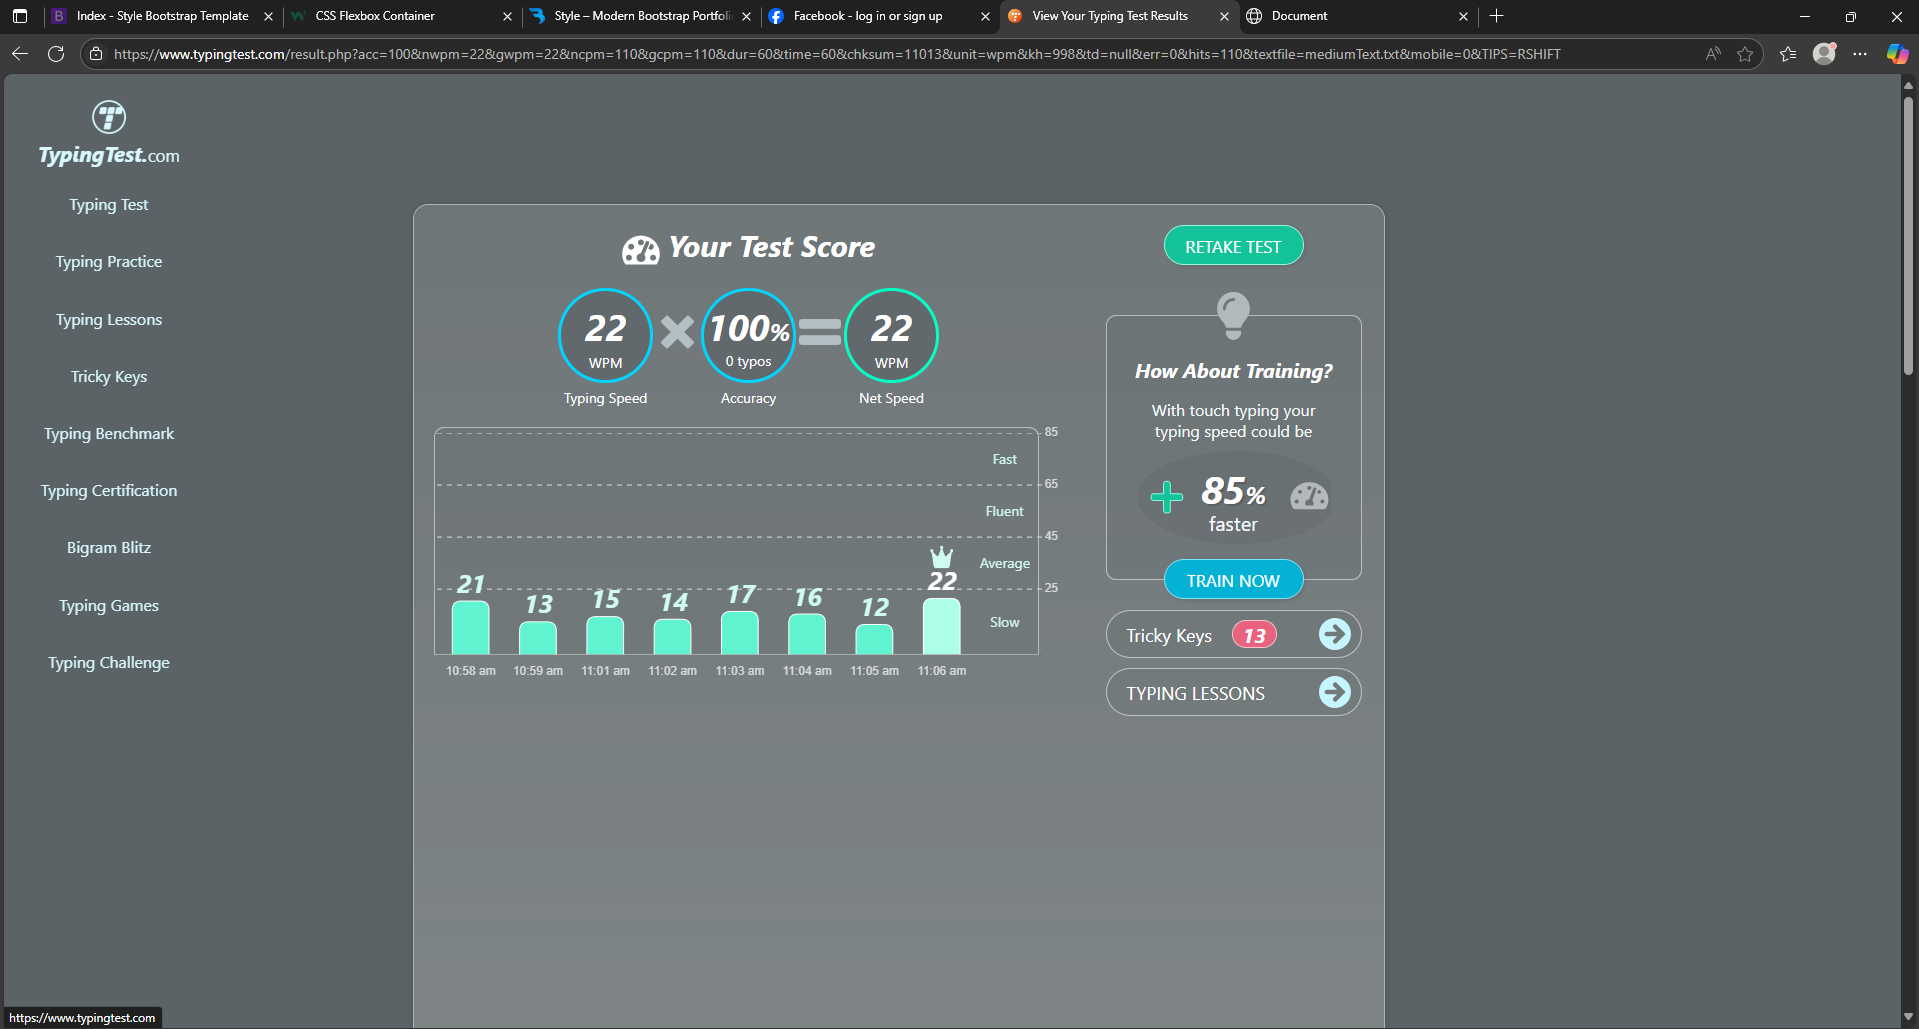 Index - Style Bootstrap Template
CSS Flexbox Container
Style – Modern Bootstrap Portfoli
Facebook - log in or sign up
View Your Typing Test Results
Document
https://www.typingtest.com/result.php?acc=100&nwpm=22&gwpm=22&ncpm=110&gcpm=110&dur=60&time=60&chksum=11013&unit=wpm&kh=998&td=null&err=0&hits=110&textfile=mediumText.txt&mobile=0&TIPS=RSHIFT
TypingTest.com
Typing Test
Typing Practice
Typing Lessons
Tricky Keys
Typing Benchmark
Typing Certification
Bigram Blitz
Typing Games
Typing Challenge
Your Test Score
22
WPM
Typing Speed
100%
0 typos
Accuracy
22
WPM
Net Speed
85
Fast
65
Fluent
45
Average
25
Slow
21
13
15
14
17
16
12
22
10:58 am
10:59 am
11:01 am
11:02 am
11:03 am
11:04 am
11:05 am
11:06 am
RETAKE TEST
How About Training?
With touch typing your
typing speed could be
85%
faster
TRAIN NOW
Tricky Keys 13
TYPING LESSONS
https://www.typingtest.com